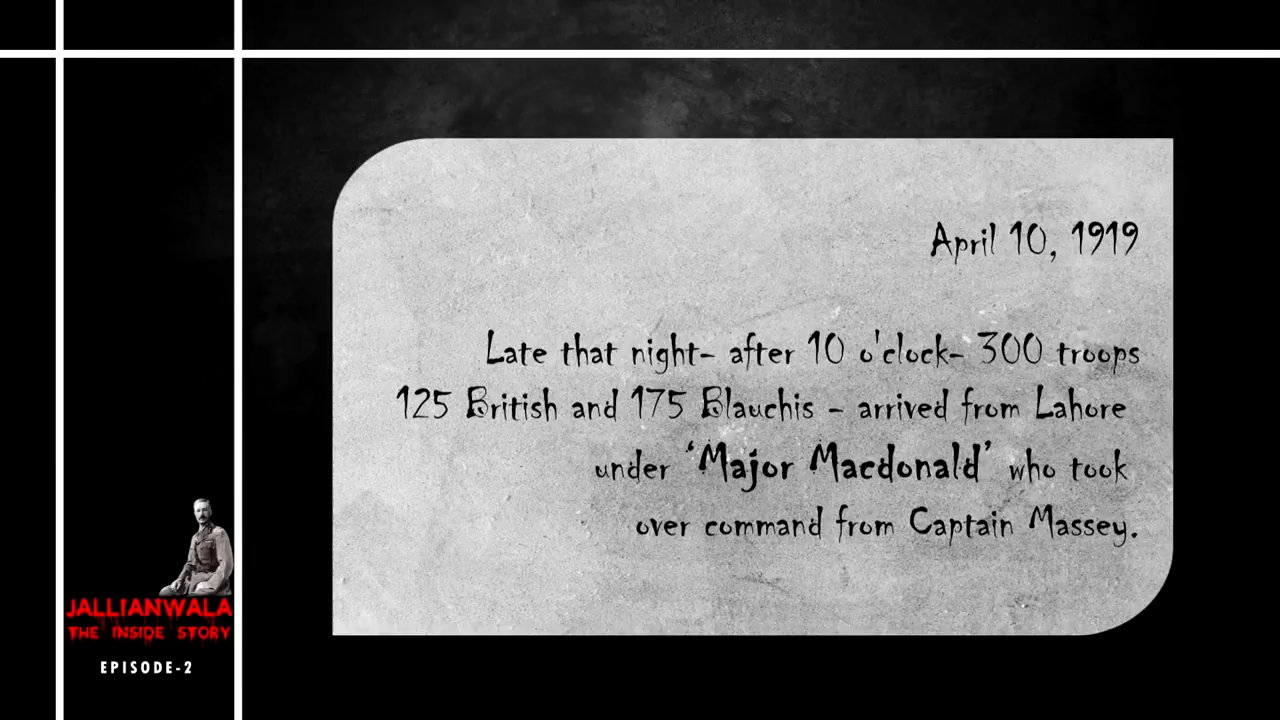 April 10, 1919
Late that night- after 10 o'clock- 300 troops
125 British and 175 Blauchis - arrived from Lahore
under ‘Major Macdonald’ who took
over command from Captain Massey.
JALLIANWALA
THE INSIDE STORY
EPISODE-2